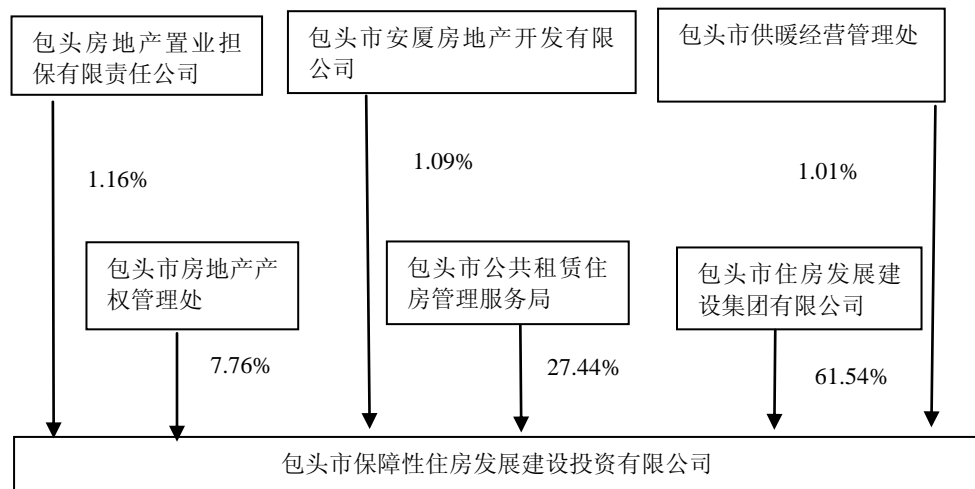 包头房地产置业担
保有限责任公司
包头市安厦房地产开发有限
公司
包头市供暖经营管理处
1.16%
1.09%
1.01%
包头市房地产产
权管理处
包头市公共租赁住
房管理服务局
包头市住房发展建
设集团有限公司
7.76%
27.44%
61.54%
包头市保障性住房发展建设投资有限公司